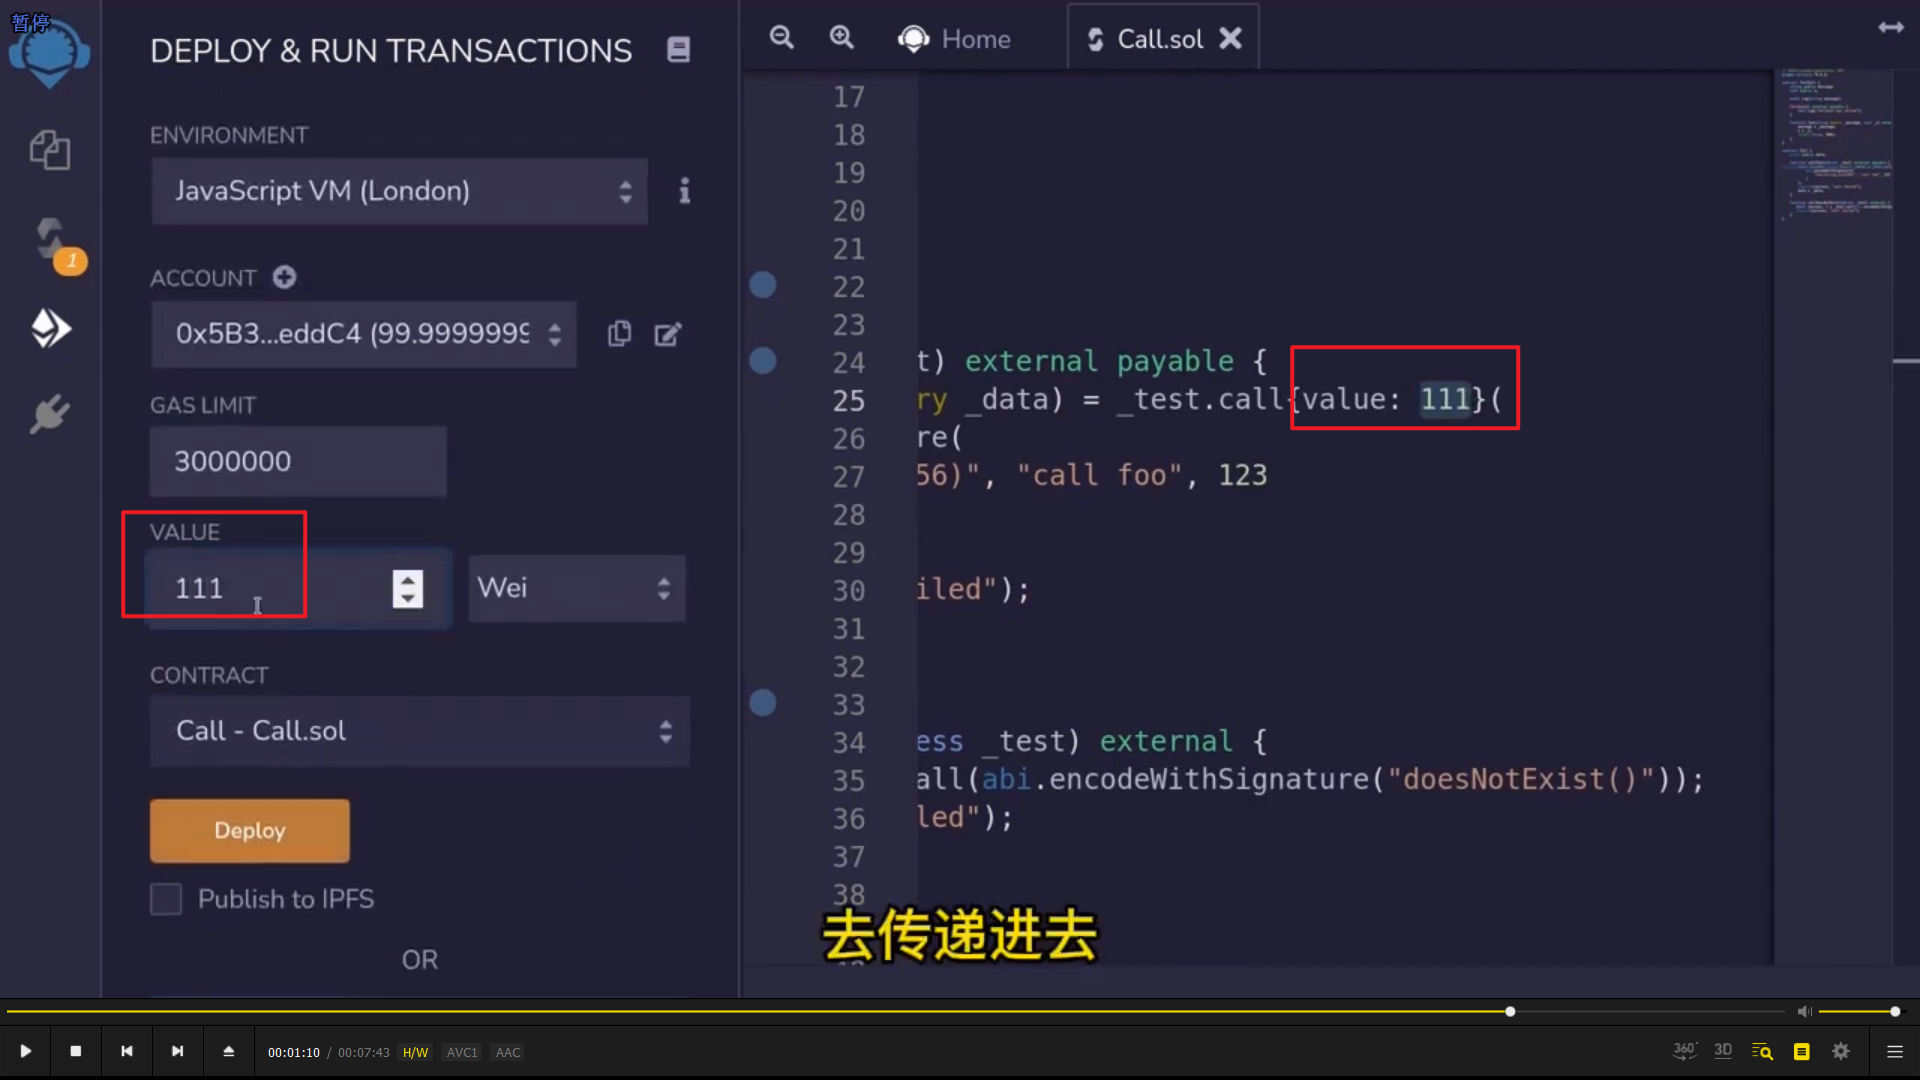 暂停
DEPLOY & RUN TRANSACTIONS
Home
Call.sol
ENVIRONMENT
JavaScript VM (London)
1
ACCOUNT
0x5B3...eddC4 (99.9999999
GAS LIMIT
3000000
VALUE
111
Wei
CONTRACT
Call - Call.sol
Deploy
Publish to IPFS
OR
17
18
19
20
21
22
23
24 t) external payable {
25 ry _data) = _test.call{value: 111}(
26 re(
27 56)", "call foo", 123
28
29
30 iled");
31
32
33
34 ess _test) external {
35 all(abi.encodeWithSignature("doesNotExist()"));
36 led");
37
38
去传递进去
00:01:10 / 00:07:43 H/W AVC1 AAC
360° 3D